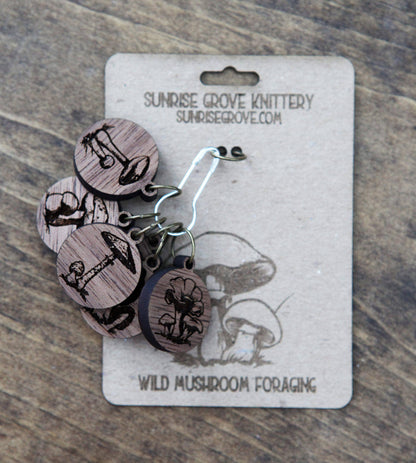 SUNRISE GROVE KNITTERY
SUNRISEGROVE.COM
WILD MUSHROOM FORAGING